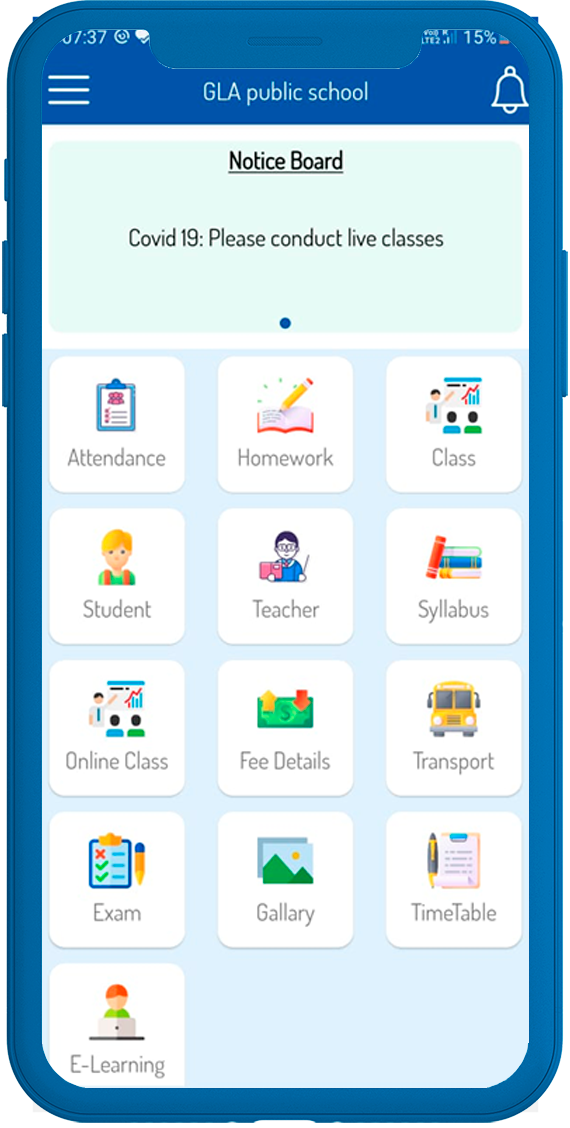 07:37 15%
GLA public school
Notice Board
Covid 19: Please conduct live classes
Attendance Homework Class
Student Teacher Syllabus
Online Class Fee Details Transport
Exam Gallary TimeTable
E-Learning